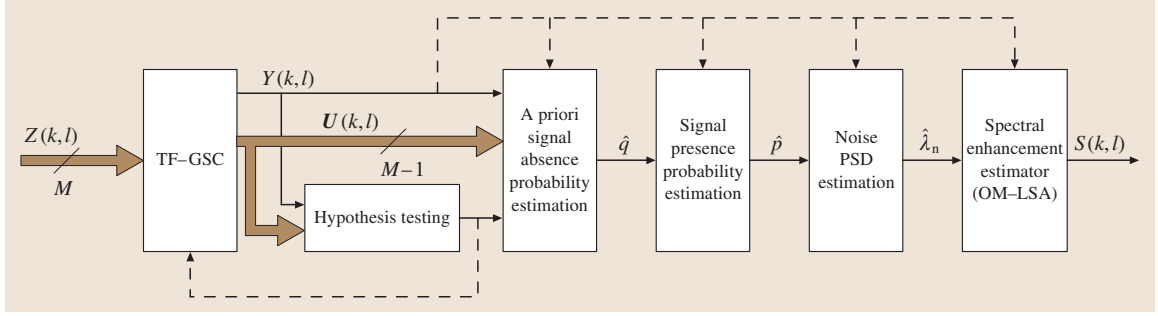 Z(k,l)
M
TF–GSC
Y(k,l)
U(k,l)
M–1
Hypothesis testing
A priori
signal
absence
probability
estimation
q̂
Signal
presence
probability
estimation
p̂
Noise
PSD
estimation
λ̂n
Spectral
enhancement
estimator
(OM–LSA)
S(k,l)